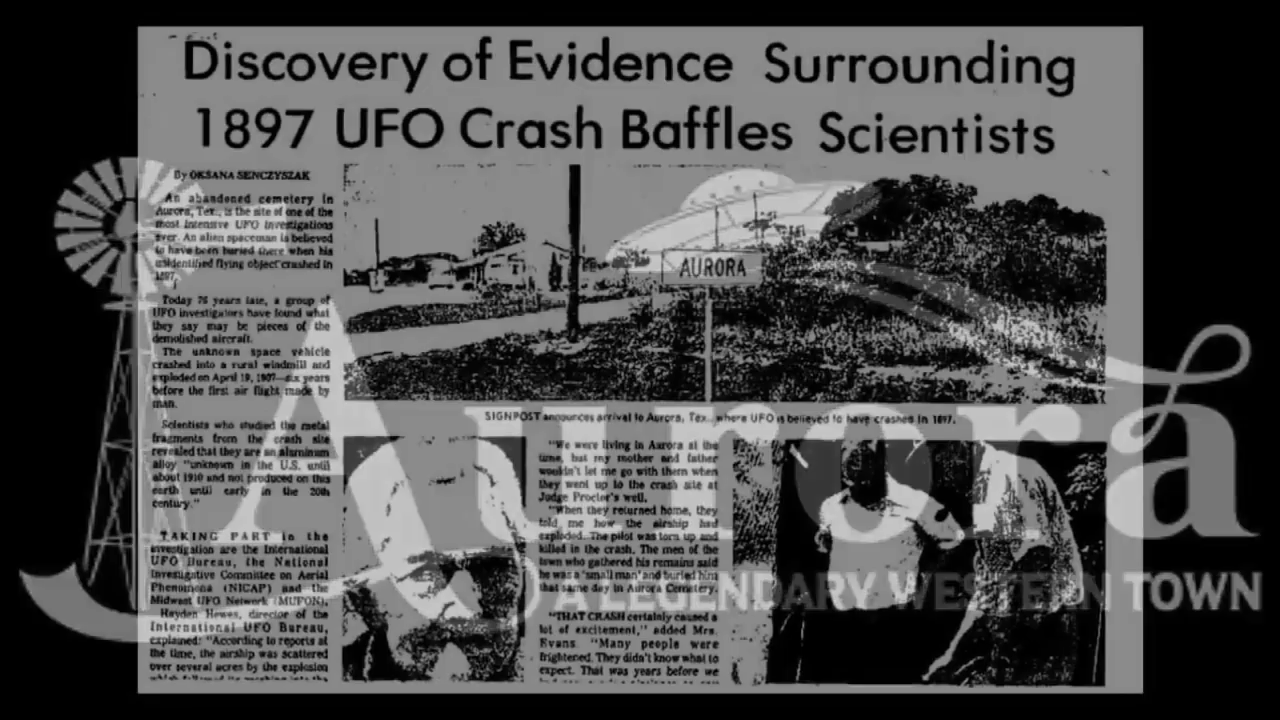 Discovery of Evidence Surrounding
1897 UFO Crash Baffles Scientists
By OKSANA SENCZYSZAK
An abandoned cemetery in
Aurora, Tex., is the site of one of the
most intensive UFO investigations
ever. An alien spaceman is believed
to have been buried there when his
unidentified flying object crashed in
1897.
Today 76 years late, a group of
UFO investigators have found what
they say may be pieces of the
demolished aircraft.
The unknown space vehicle
crashed into a rural windmill and
exploded on April 19, 1897—six years
before the first air flight made by
man.
Scientists who studied the metal
fragments from the crash site
revealed that they are an aluminum
alloy "unknown in the U.S. until
about 1910 and not produced on this
earth until early in the 20th
century."
TAKING PART in the
investigation are the International
UFO Bureau, the National
Investigative Committee on Aerial
Phenomena (NICAP) and the
Midwest UFO Network (MUFON).
Hayden Hewes, director of the
International UFO Bureau,
explained: "According to reports at
the time, the airship was scattered
over several acres by the explosion
AURORA
SIGNPOST announces arrival to Aurora, Tex., where UFO is believed to have crashed in 1897.
"We were living in Aurora at the
time, but my mother and father
wouldn't let me go with them when
they went up to the crash site at
Judge Proctor's well.
"When they returned home, they
told me how the airship had
exploded. The pilot was torn up and
killed in the crash. The men of the
town who gathered his remains said
he was a 'small man' and buried him
that same day in Aurora Cemetery.
"THAT CRASH certainly caused a
lot of excitement," added Mrs.
Evans. "Many people were
frightened. They didn't know what to
expect. That was years before we
Aurora
A LEGENDARY WESTERN TOWN